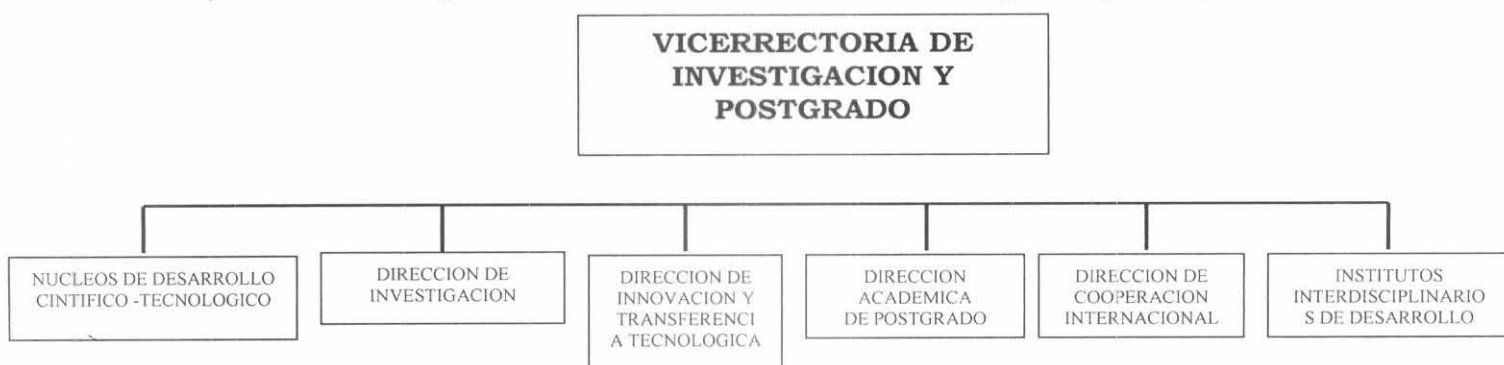 VICERRECTORIA DE
INVESTIGACION Y
POSTGRADO
NUCLEOS DE DESARROLLO
CINTIFICO -TECNOLOGICO
DIRECCION DE
INVESTIGACION
DIRECCION DE
INNOVACION Y
TRANSFERENCI
A TECNOLOGICA
DIRECCION
ACADEMICA
DE POSTGRADO
DIRECCION DE
COOPERACION
INTERNACIONAL
INSTITUTOS
INTERDISCIPLINARIO
S DE DESARROLLO